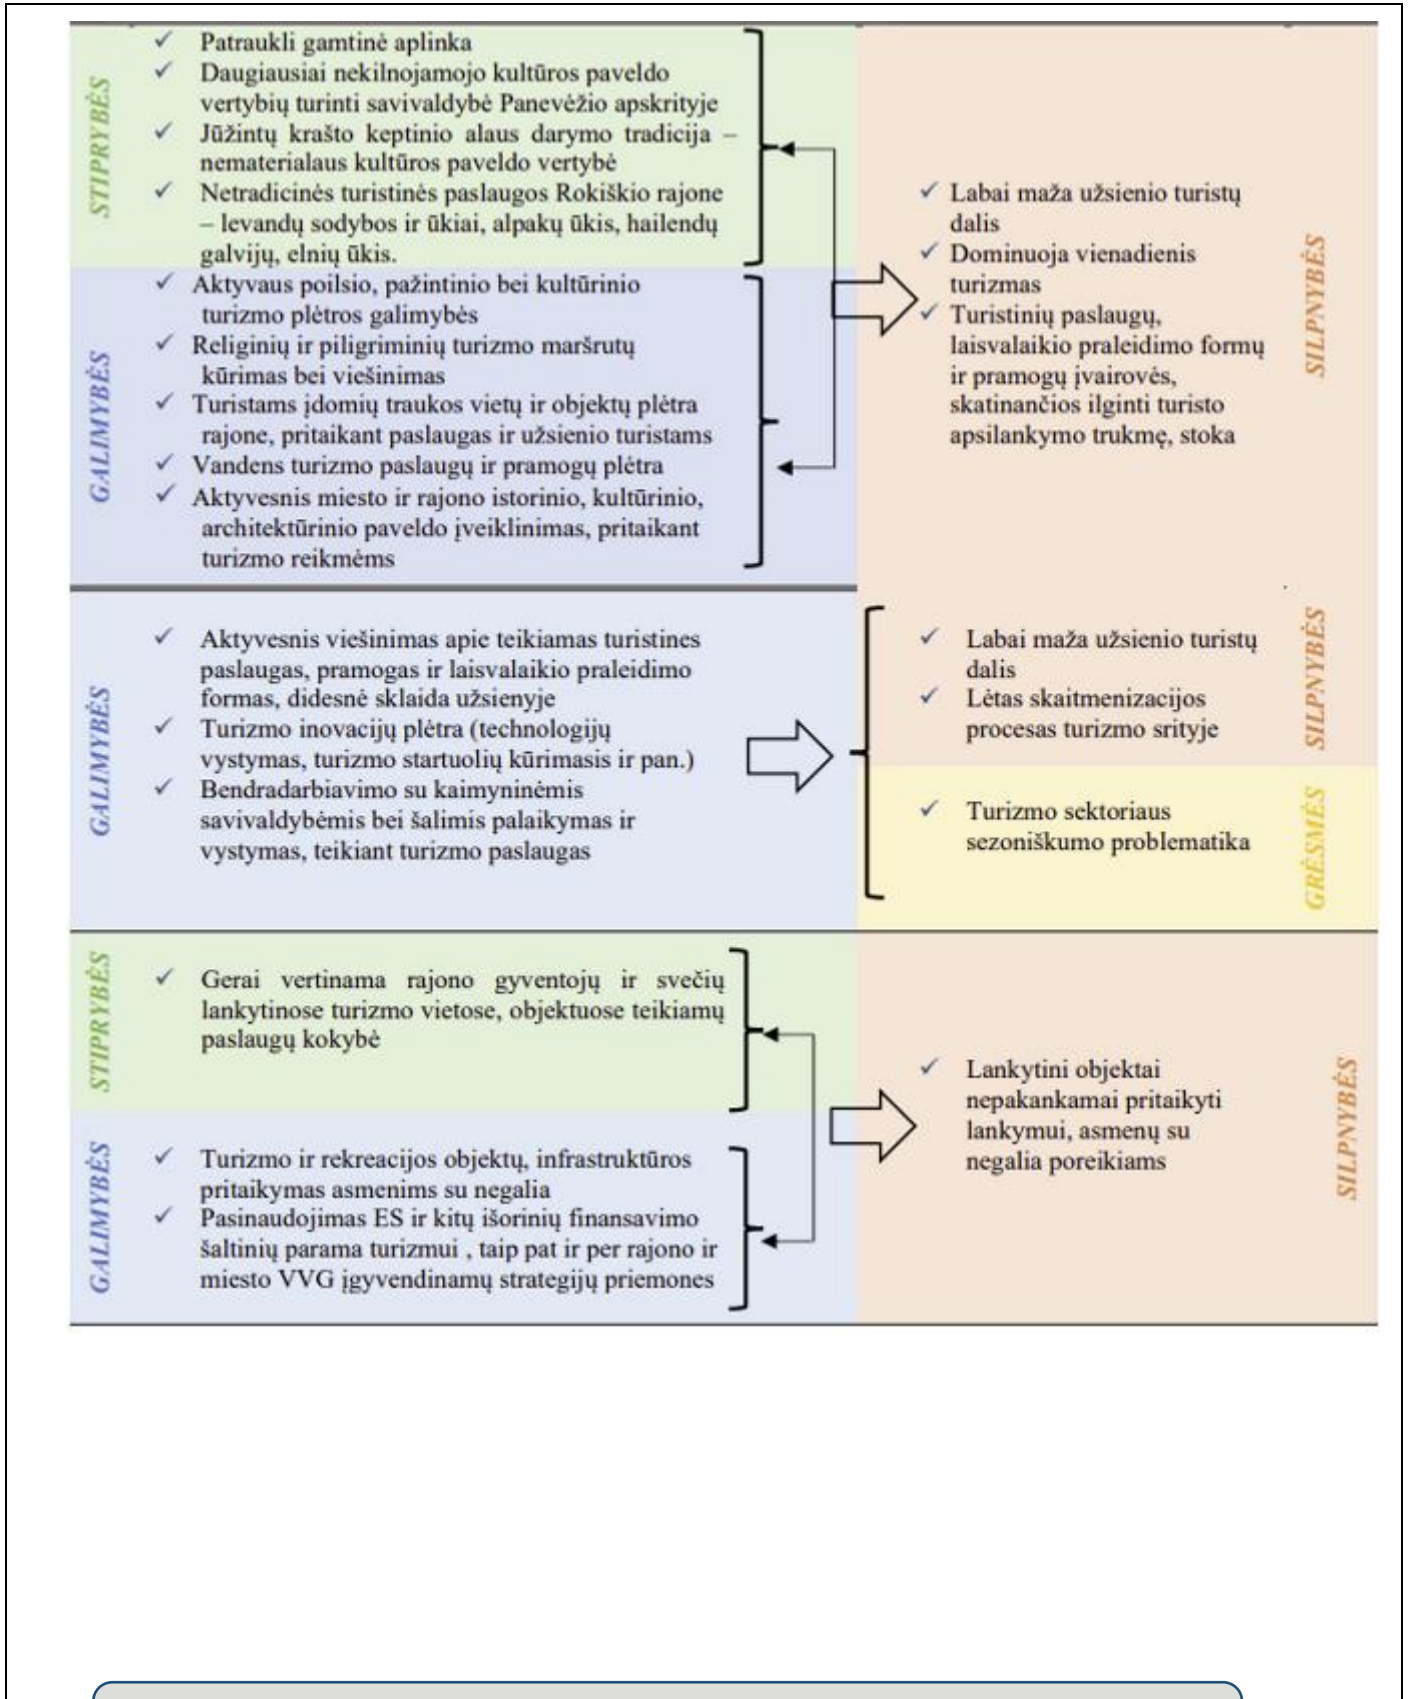 STIPRYBĖS
✓ Patraukli gamtinė aplinka
✓ Daugiausiai nekilnojamojo kultūros paveldo
vertybių turinti savivaldybė Panevėžio apskrityje
✓ Jūžintų krašto keptinio alaus darymo tradicija –
nematerialaus kultūros paveldo vertybė
✓ Netradicinės turistinės paslaugos Rokiškio rajone
– levandų sodybos ir ūkiai, alpakų ūkis, hailendų
galvijų, elnių ūkis.
GALIMYBĖS
✓ Aktyvaus poilsio, pažintinio bei kultūrinio
turizmo plėtros galimybės
✓ Religinių ir piligriminių turizmo maršrutų
kūrimas bei viešinimas
✓ Turistams įdomių traukos vietų ir objektų plėtra
rajone, pritaikant paslaugas ir užsienio turistams
✓ Vandens turizmo paslaugų ir pramogų plėtra
✓ Aktyvesnis miesto ir rajono istorinio, kultūrinio,
architektūrinio paveldo įveiklinimas, pritaikant
turizmo reikmėms
✓ Labai maža užsienio turistų
dalis
✓ Dominuoja vienadienis
turizmas
✓ Turistinių paslaugų,
laisvalaikio praleidimo formų
ir pramogų įvairovės,
skatinančios ilginti turisto
apsilankymo trukmę, stoka
SILPNYBĖS
GALIMYBĖS
✓ Aktyvesnis viešinimas apie teikiamas turistines
paslaugas, pramogas ir laisvalaikio praleidimo
formas, didesnė sklaida užsienyje
✓ Turizmo inovacijų plėtra (technologijų
vystymas, turizmo startuolių kūrimasis ir pan.)
✓ Bendradarbiavimo su kaimyninėmis
savivaldybėmis bei šalimis palaikymas ir
vystymas, teikiant turizmo paslaugas
✓ Labai maža užsienio turistų
dalis
✓ Lėtas skaitmenizacijos
procesas turizmo srityje
SILPNYBĖS
✓ Turizmo sektoriaus
sezoniškumo problematika
GRĖSMĖS
STIPRYBĖS
✓ Gerai vertinama rajono gyventojų ir svečių
lankytinose turizmo vietose, objektuose teikiamų
paslaugų kokybė
GALIMYBĖS
✓ Turizmo ir rekreacijos objektų, infrastruktūros
pritaikymas asmenims su negalia
✓ Pasinaudojimas ES ir kitų išorinių finansavimo
šaltinių parama turizmui , taip pat ir per rajono ir
miesto VVG įgyvendinamų strategijų priemones
✓ Lankytini objektai
nepakankamai pritaikyti
lankymui, asmenų su
negalia poreikiams
SILPNYBĖS